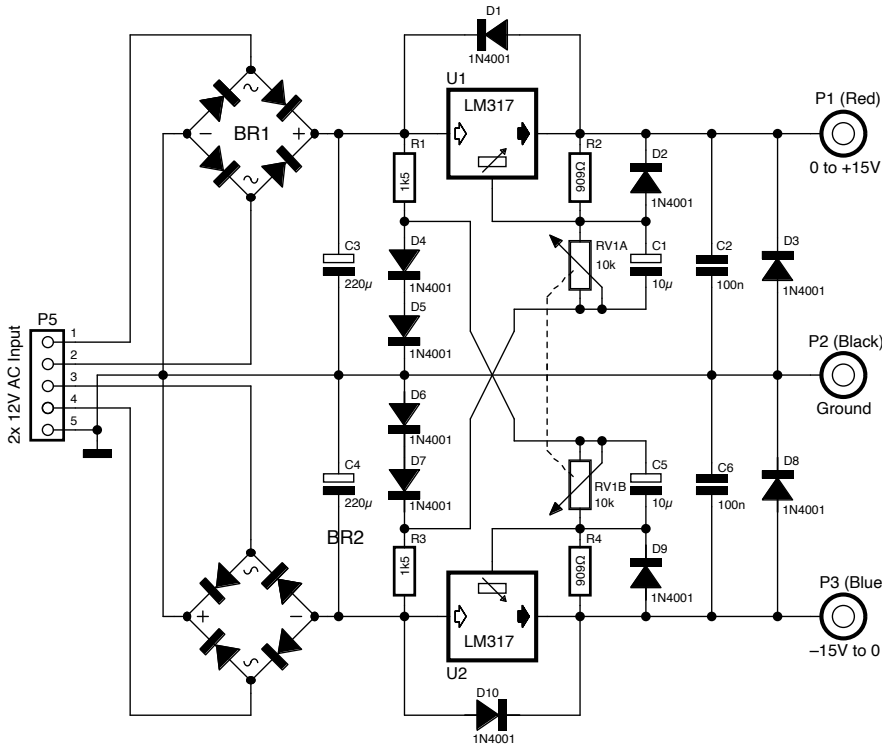 D1
1N4001
U1
LM317
P1 (Red)
0 to +15V
~
−
BR1
+
~
R1
1k5
R2
909Ω
D2
1N4001
C3
220µ
D4
1N4001
D5
1N4001
RV1A
10k
C1
10µ
C2
100n
D3
1N4001
P5
2x 12V AC Input
1
2
3
4
5
P2 (Black)
Ground
D6
1N4001
D7
1N4001
C4
220µ
BR2
RV1B
10k
C5
10µ
C6
100n
D8
1N4001
R3
1k5
R4
909Ω
D9
1N4001
~
+
−
~
LM317
U2
P3 (Blue
−15V to 0
D10
1N4001